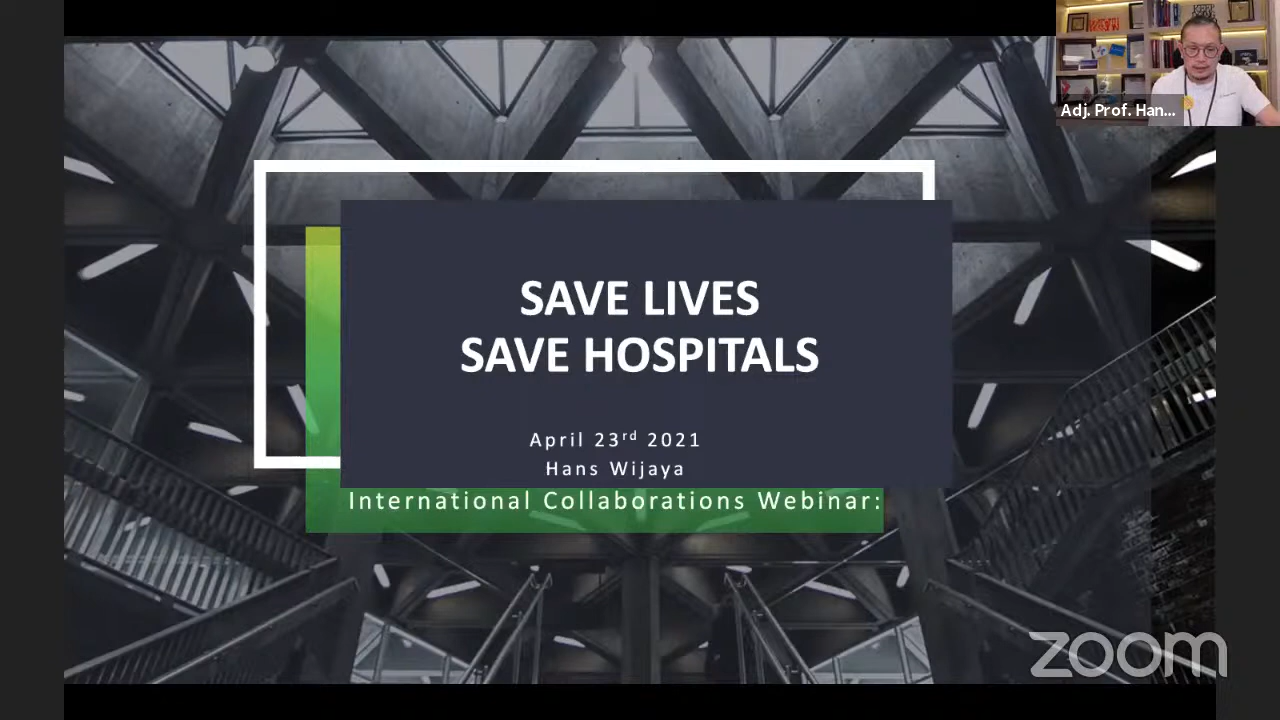 Adj. Prof. Han...
SAVE LIVES
SAVE HOSPITALS
April 23rd 2021
Hans Wijaya
International Collaborations Webinar:
zoom